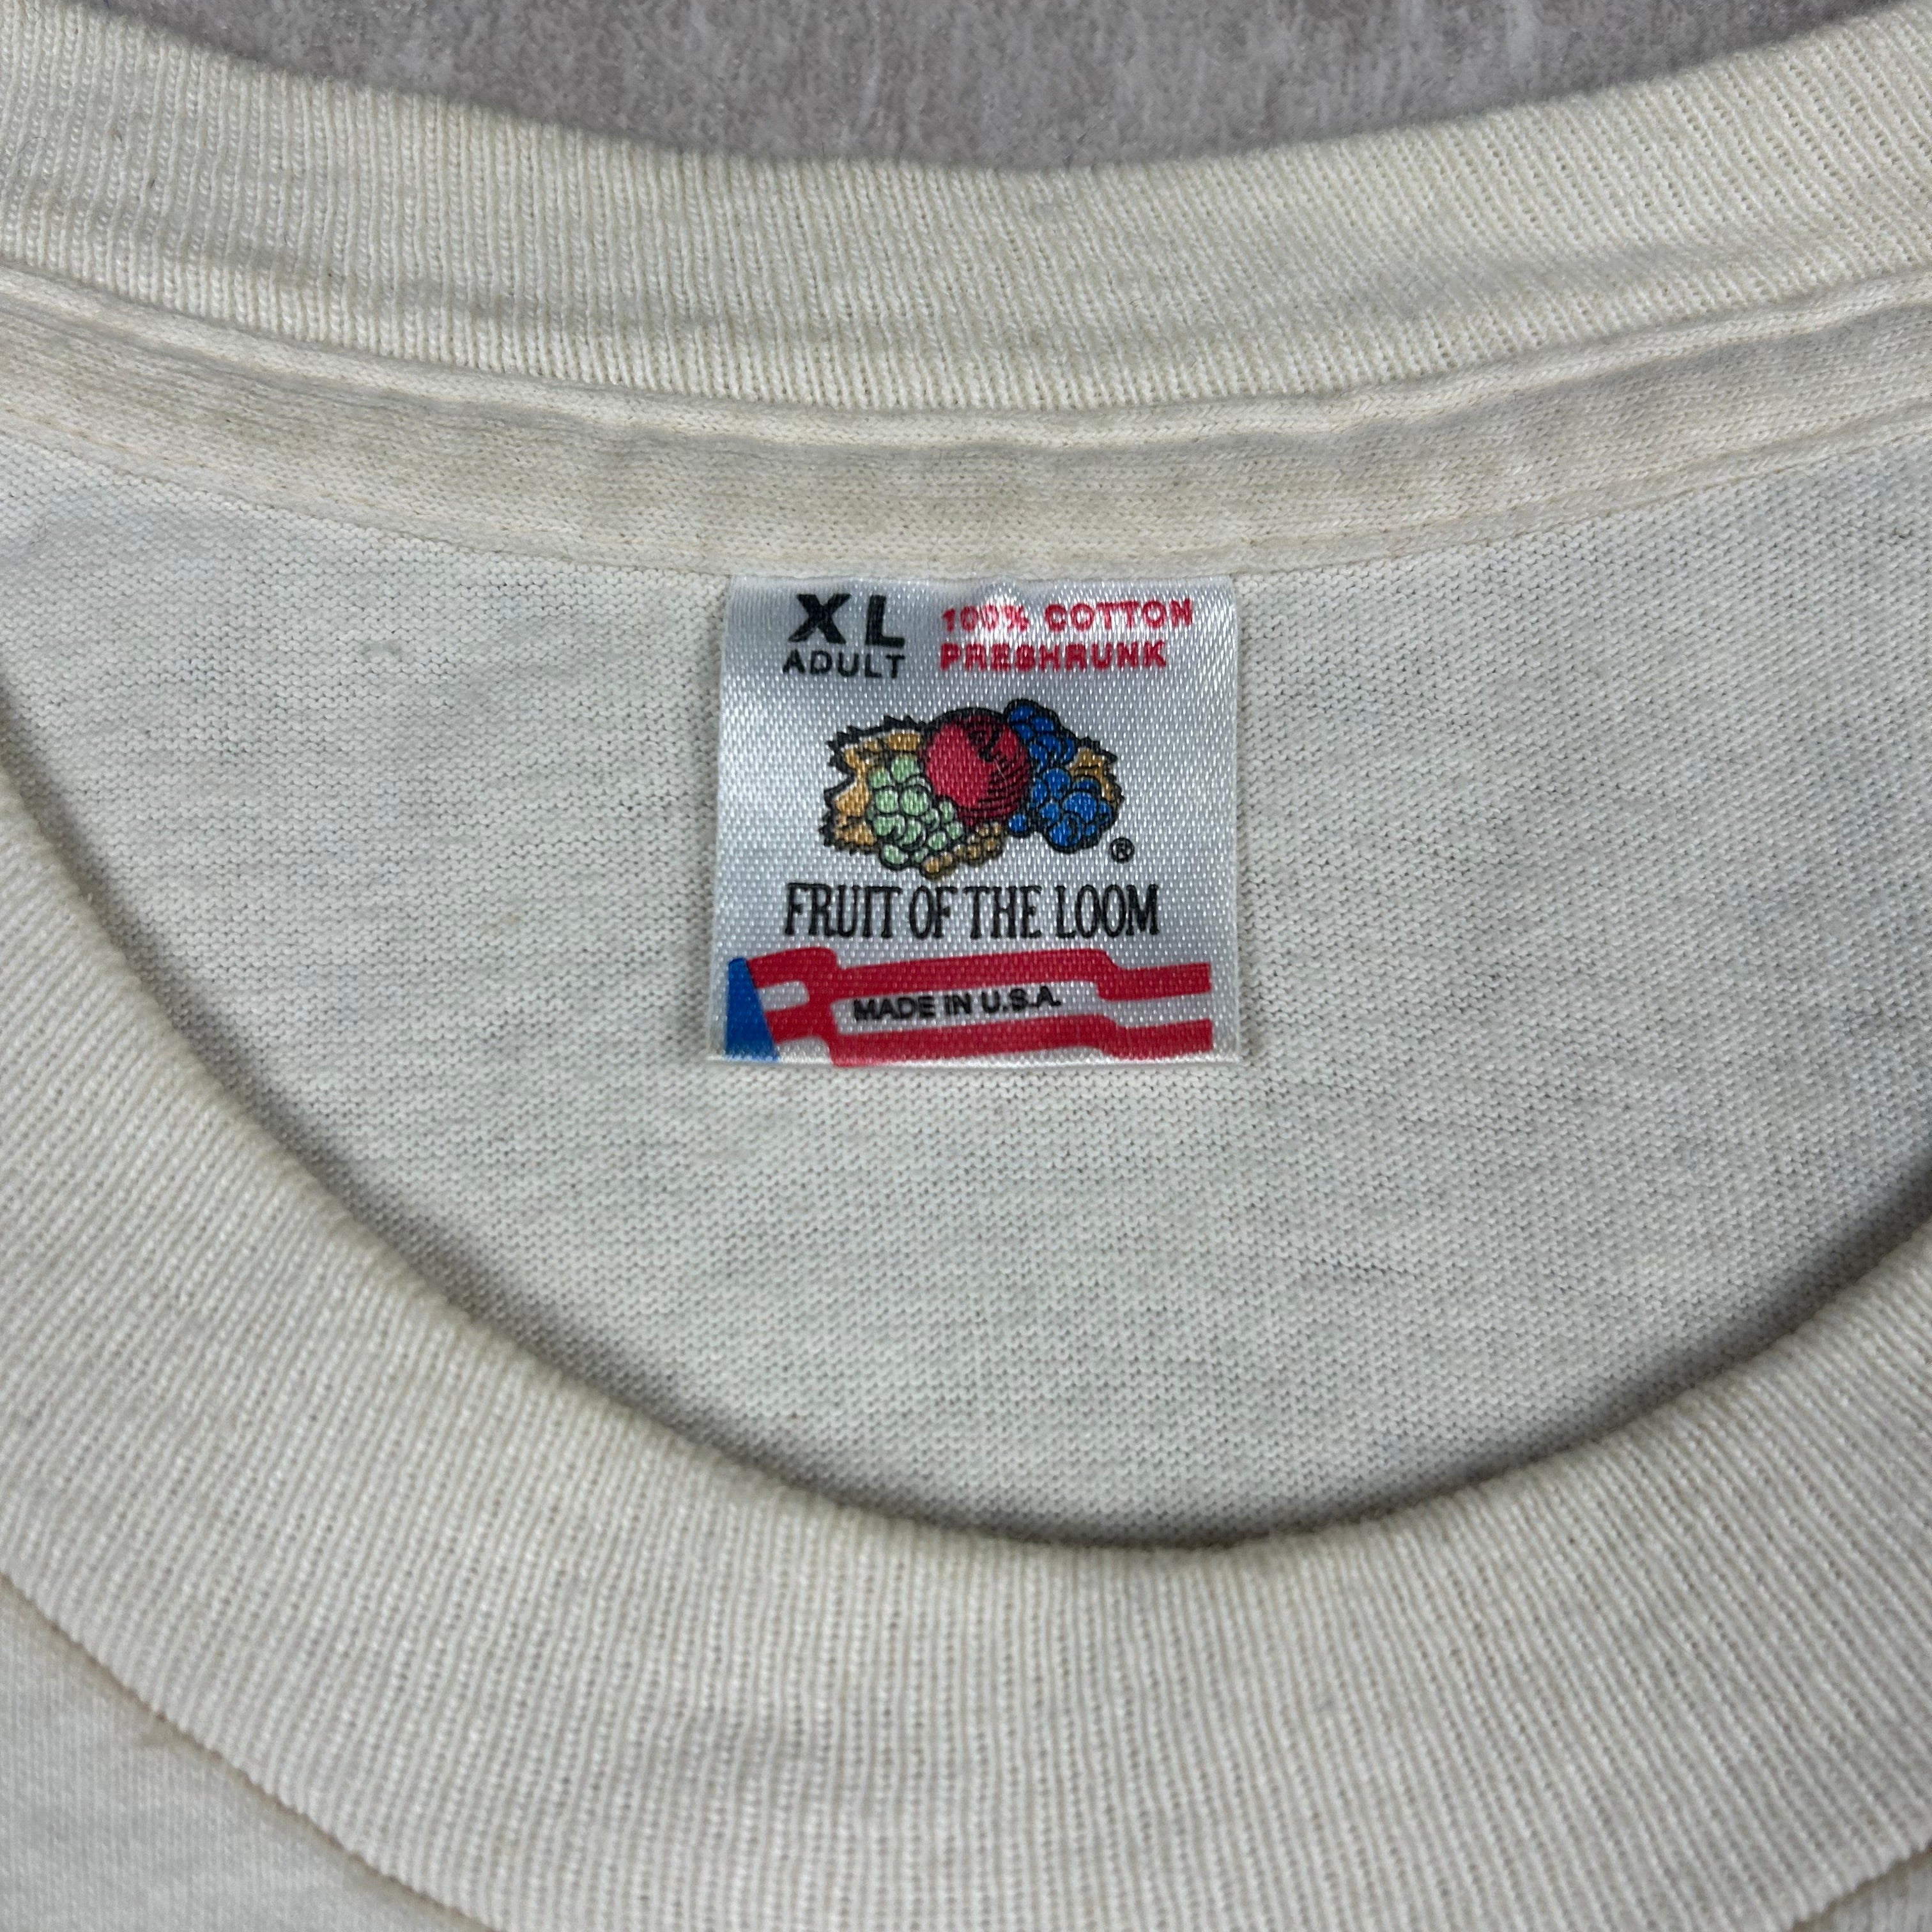 XL
ADULT
100% COTTON
PRESHRUNK
®
FRUIT OF THE LOOM
MADE IN U.S.A.